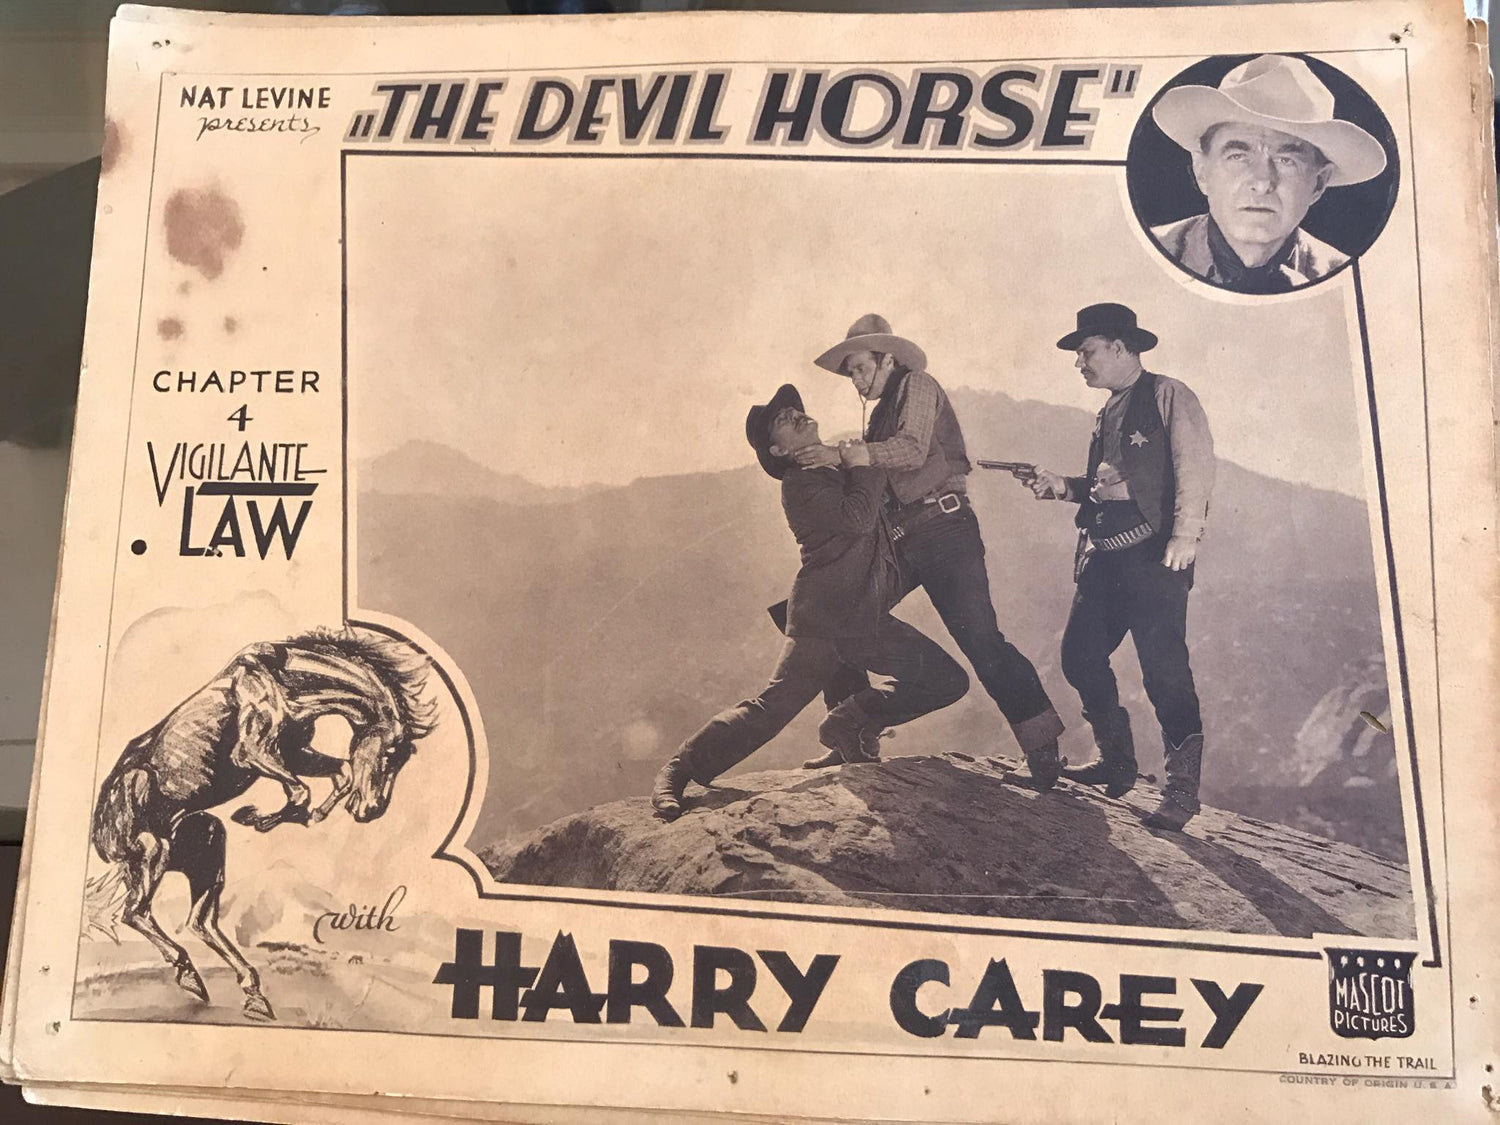 NAT LEVINE
presents
"THE DEVIL HORSE"
CHAPTER
4
VIGILANTE
LAW
with
HARRY CAREY
MASCOT
PICTURES
BLAZING THE TRAIL
COUNTRY OF ORIGIN U.S.A.